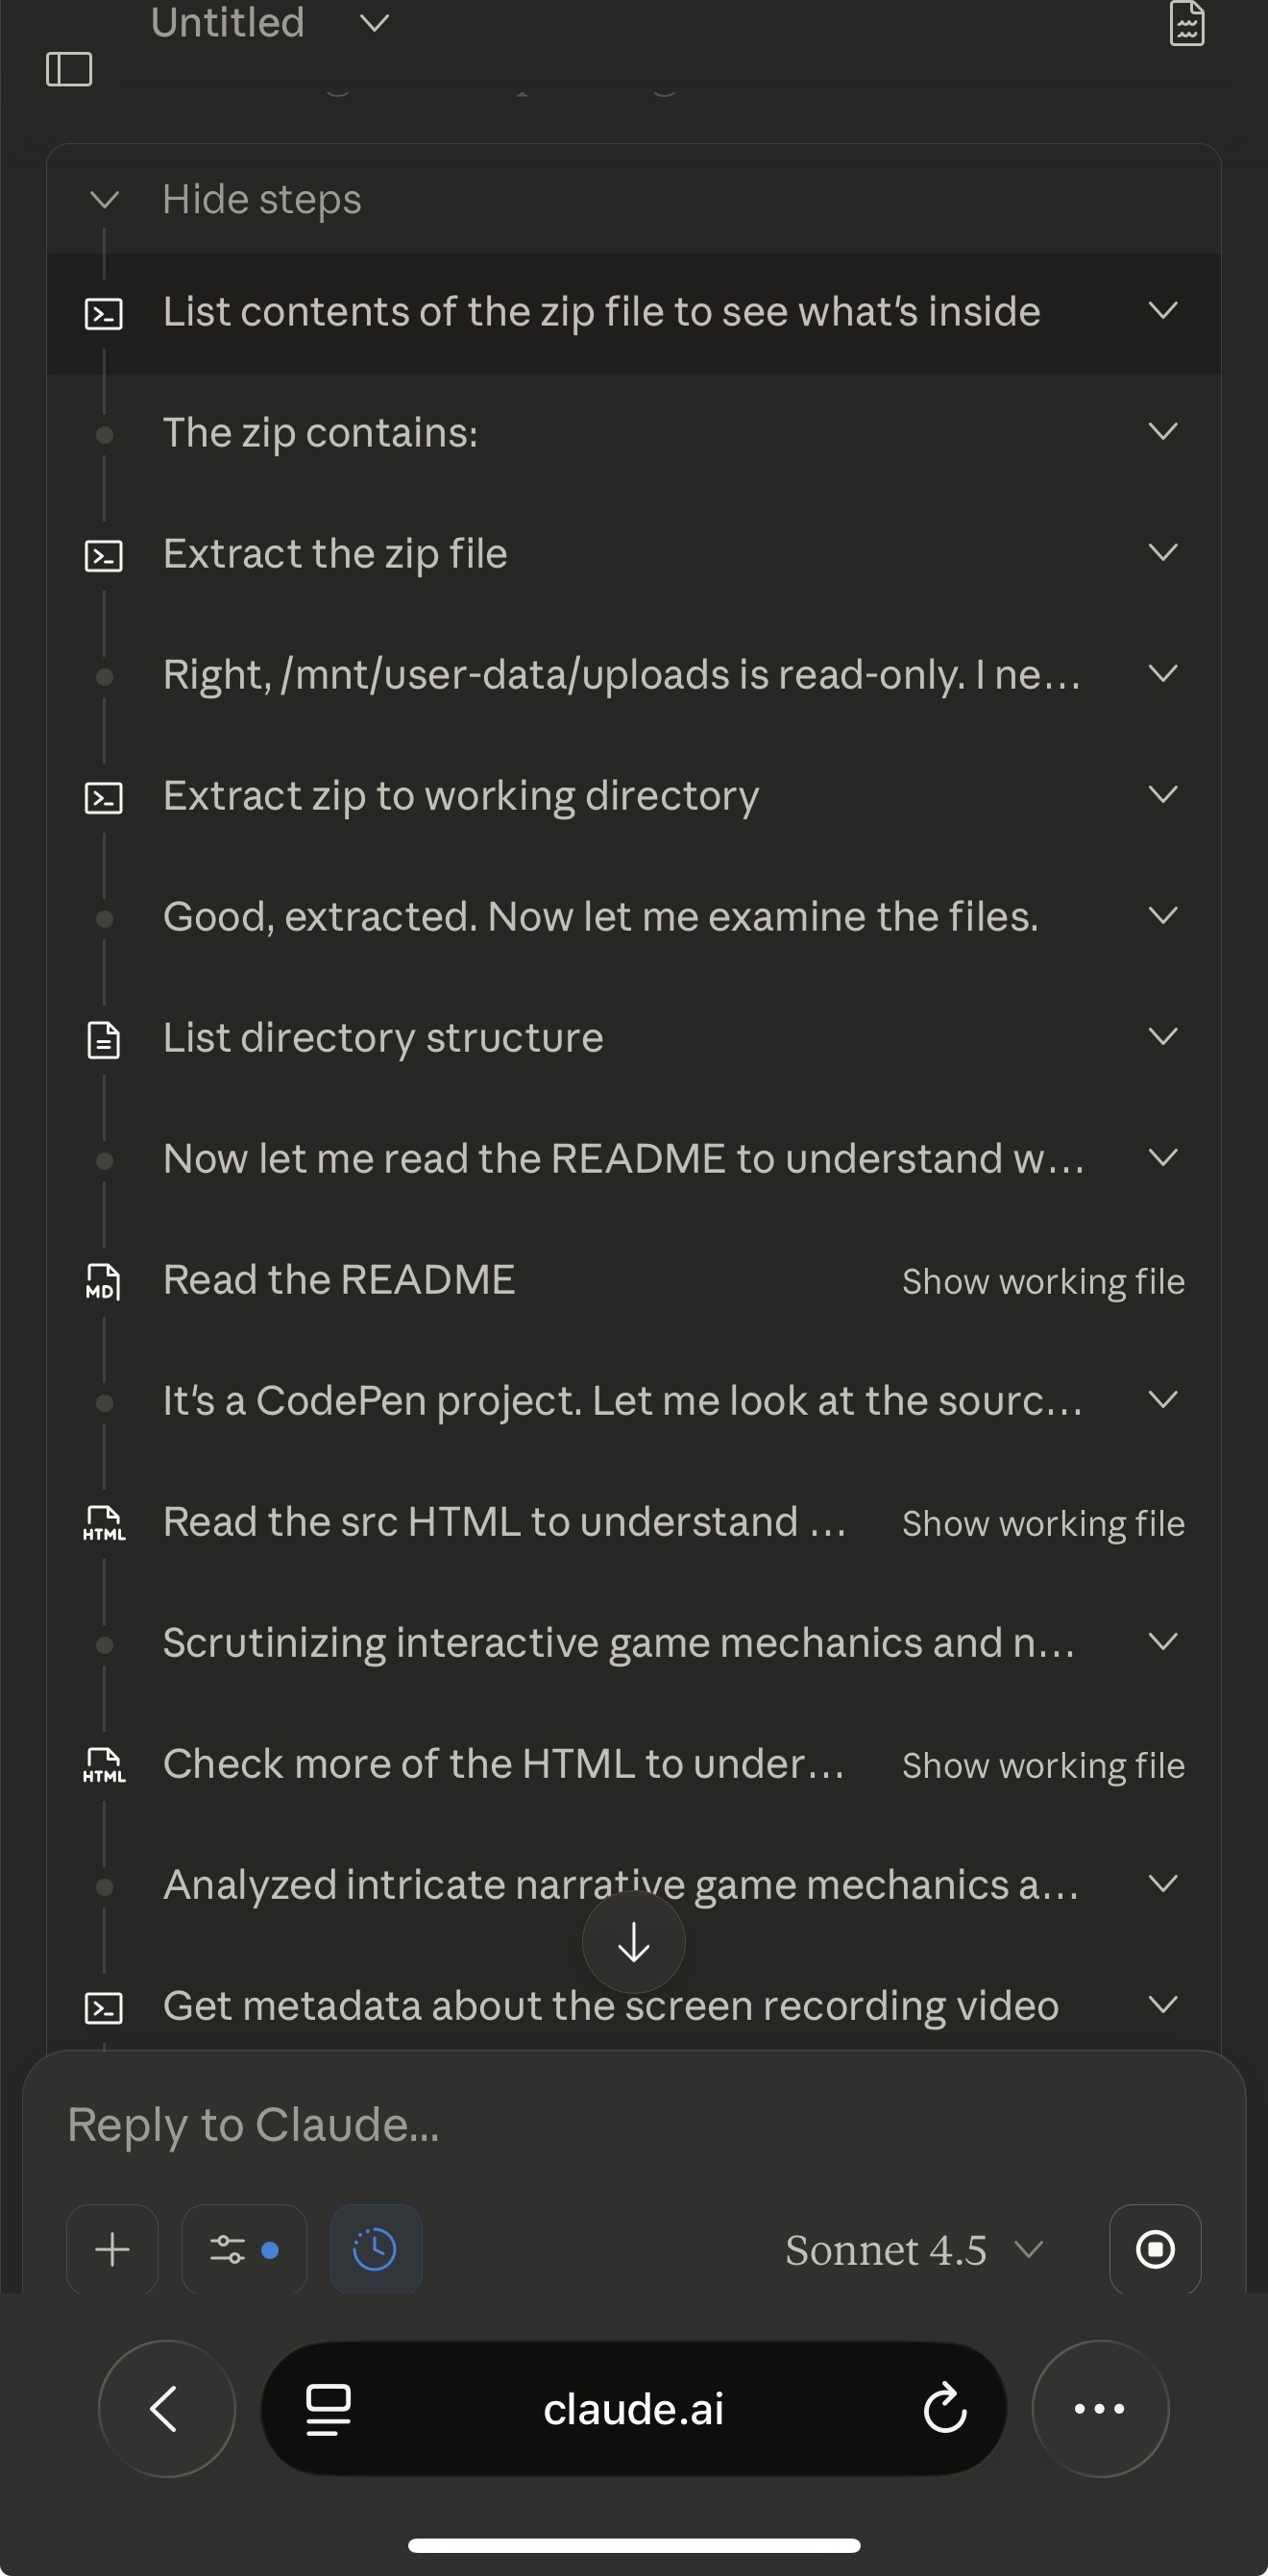 Untitled
Hide steps
List contents of the zip file to see what's inside
The zip contains:
Extract the zip file
Right, /mnt/user-data/uploads is read-only. I ne...
Extract zip to working directory
Good, extracted. Now let me examine the files.
List directory structure
Now let me read the README to understand w...
MD
Read the README
Show working file
It's a CodePen project. Let me look at the sourc...
HTML
Read the src HTML to understand ...
Show working file
Scrutinizing interactive game mechanics and n...
HTML
Check more of the HTML to under...
Show working file
Analyzed intricate narrative game mechanics a...
Get metadata about the screen recording video
Reply to Claude...
Sonnet 4.5
claude.ai